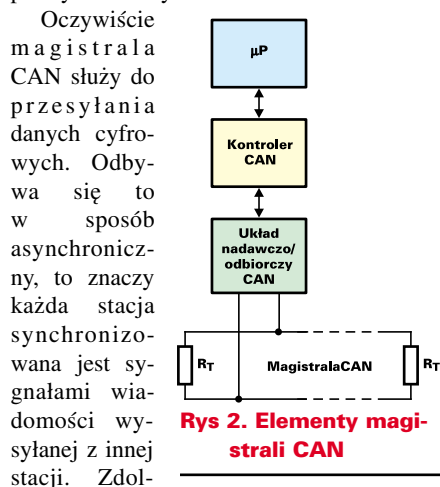 Oczywiście
magistrala
CAN służy do
przesyłania
danych cyfro-
wych. Odby-
wa się to
w sposób
asynchronicz-
ny, to znaczy
każda stacja
synchronizo-
wana jest sy-
gnałami wia-
domości wy-
syłanej z innej
stacji. Zdol-
µP
Kontroler
CAN
Układ
nadawczo/
odbiorczy
CAN
RT
MagistralaCAN
RT
Rys 2. Elementy magi-
strali CAN